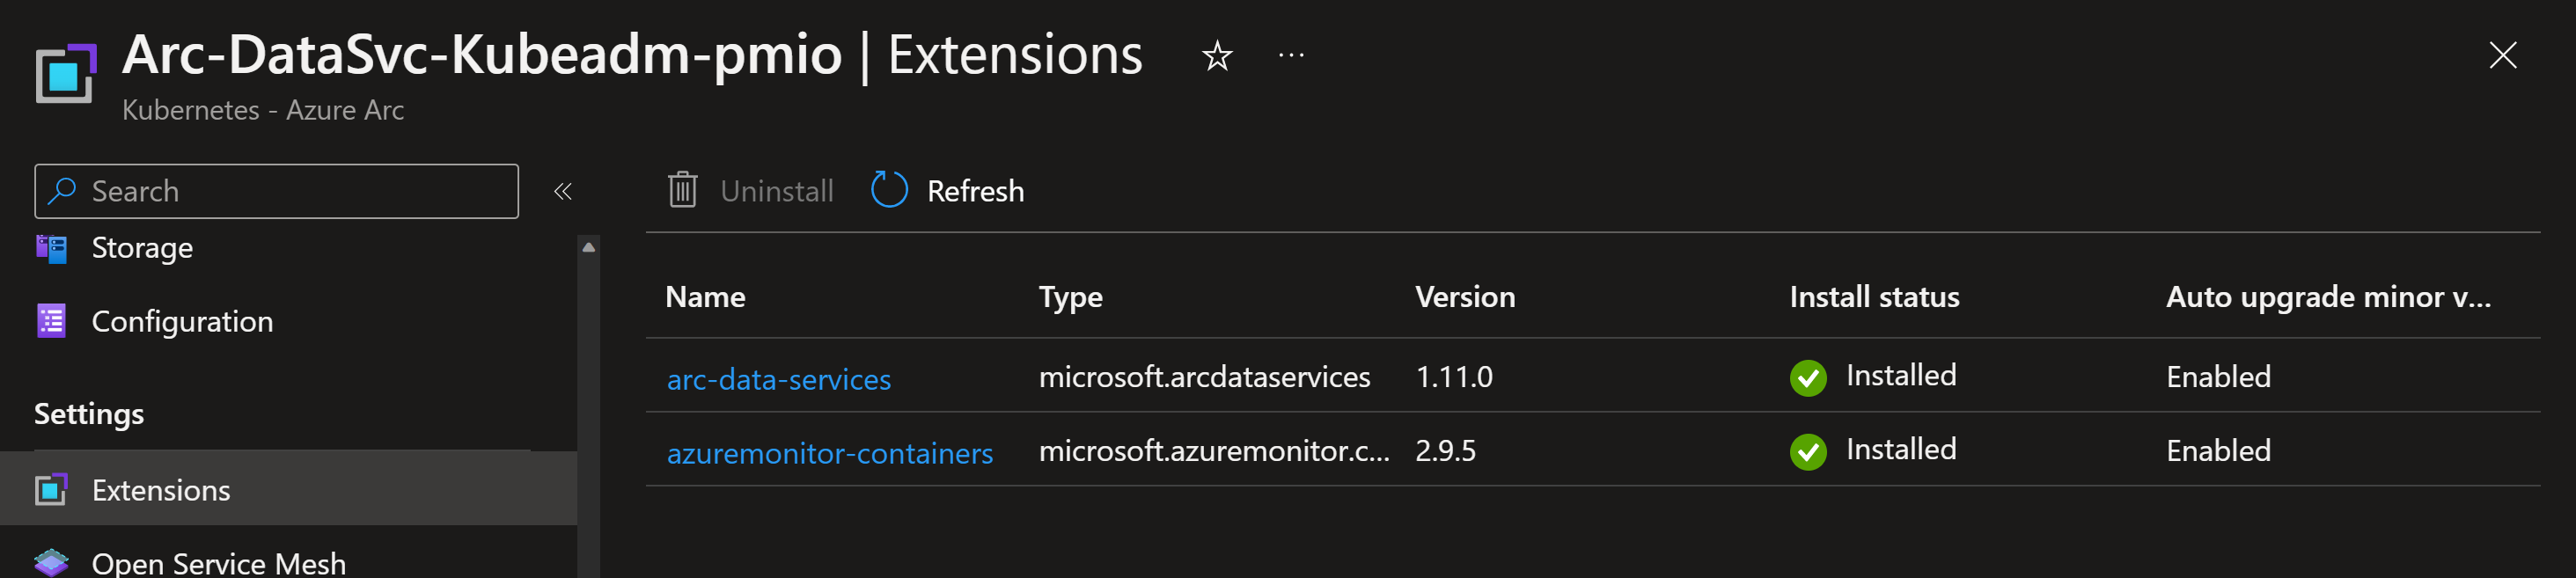 Arc-DataSvc-Kubeadm-pmio | Extensions
Kubernetes - Azure Arc
Search
Storage
Configuration
Settings
Extensions
Open Service Mesh
Uninstall Refresh
Name Type Version Install status Auto upgrade minor v...
arc-data-services microsoft.arcdataservices 1.11.0 Installed Enabled
azuremonitor-containers microsoft.azuremonitor.c... 2.9.5 Installed Enabled